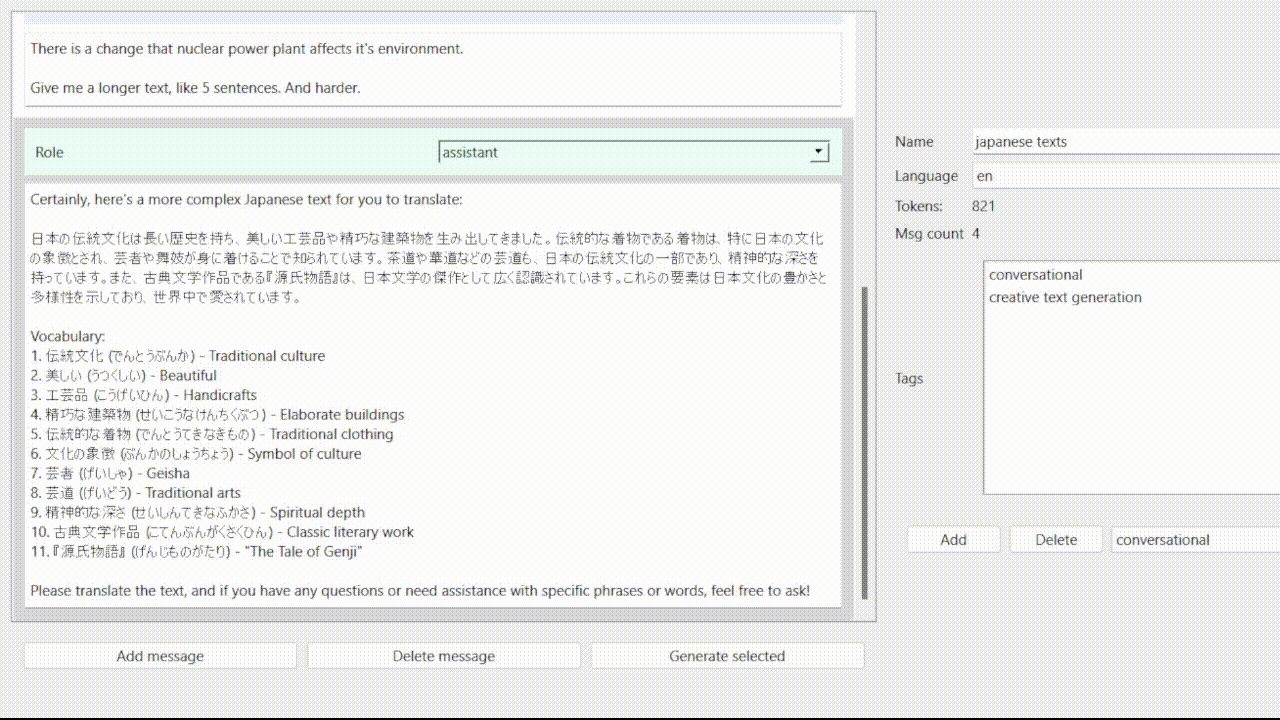 There is a change that nuclear power plant affects it's environment.
Give me a longer text, like 5 sentences. And harder.
Role
assistant
Certainly, here's a more complex Japanese text for you to translate:
日本の伝統文化は長い歴史を持ち、美しい工芸品や精巧な建築物を生み出してきました。伝統的な着物である着物は、特に日本の文化
の象徴とされ、芸者や舞妓が身に着けることで知られています。茶道や華道などの芸道も、日本の伝統文化の一部であり、精神的な深さを
持っています。また、古典文学作品である『源氏物語』は、日本文学の傑作として広く認識されています。これらの要素は日本文化の豊かさと
多様性を示しており、世界中で愛されています。
Vocabulary:
1. 伝統文化 (でんとうぶんか) - Traditional culture
2. 美しい (うつくしい) - Beautiful
3. 工芸品 (こうげいひん) - Handicrafts
4. 精巧な建築物 (せいこうなけんちくぶつ) - Elaborate buildings
5. 伝統的な着物 (でんとうてきなきもの) - Traditional clothing
6. 文化の象徴 (ぶんかのしょうちょう) - Symbol of culture
7. 芸者 (げいしゃ) - Geisha
8. 芸道 (げいどう) - Traditional arts
9. 精神的な深さ (せいしんてきなふかさ) - Spiritual depth
10. 古典文学作品 (こてんぶんがくさくひん) - Classic literary work
11. 『源氏物語』 (げんじものがたり) - "The Tale of Genji"
Please translate the text, and if you have any questions or need assistance with specific phrases or words, feel free to ask!
Add message
Delete message
Generate selected
Name
japanese texts
Language
en
Tokens:
821
Msg count
4
Tags
conversational
creative text generation
Add
Delete
conversational